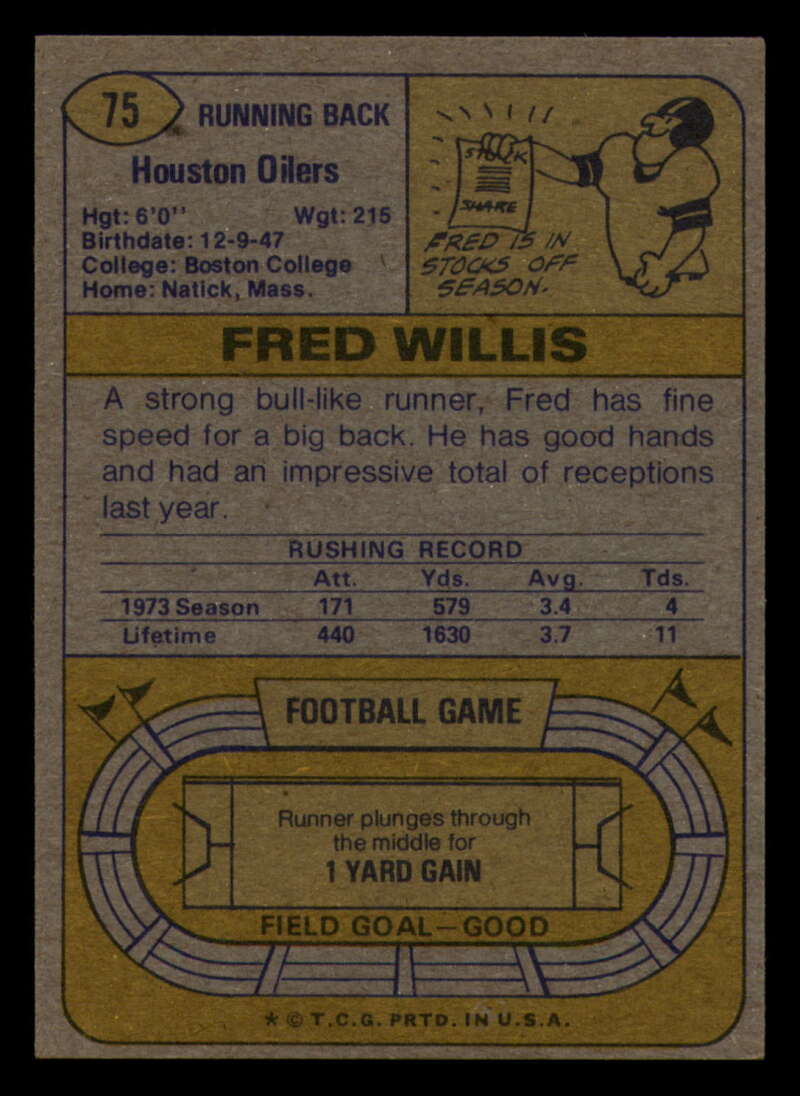 75
RUNNING BACK
Houston Oilers
Hgt: 6'0" Wgt: 215
Birthdate: 12-9-47
College: Boston College
Home: Natick, Mass.
STOCK
SHARE
FRED IS IN
STOCKS OFF
SEASON.
FRED WILLIS
A strong bull-like runner, Fred has fine
speed for a big back. He has good hands
and had an impressive total of receptions
last year.
RUSHING RECORD
Att. Yds. Avg. Tds.
1973 Season 171 579 3.4 4
Lifetime 440 1630 3.7 11
FOOTBALL GAME
Runner plunges through
the middle for
1 YARD GAIN
FIELD GOAL—GOOD
* © T.C.G. PRTD. IN U.S.A.